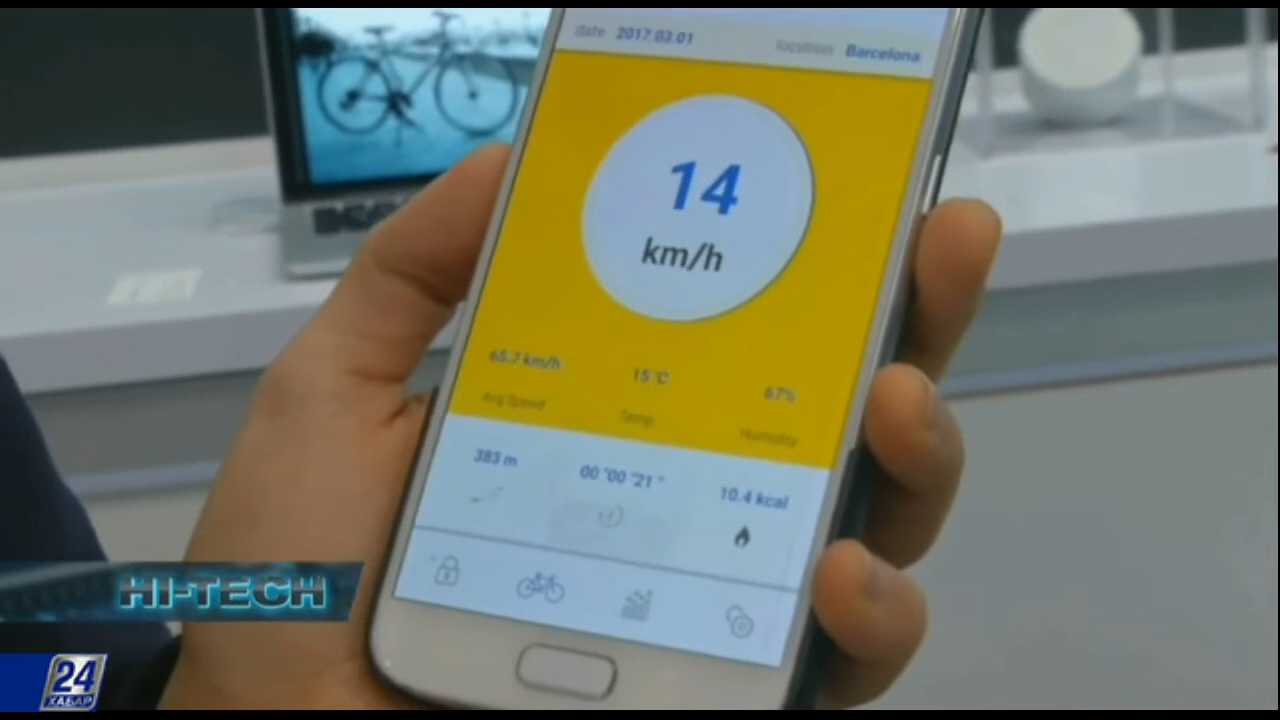 date 2017.03.01 location Barcelona
14
km/h
65.7 km/h 15 °C 67%
Avg Speed Temp. Humidity
383 m 00 '00 '21 " 10.4 kcal
HI-TECH
24
ХАБАР